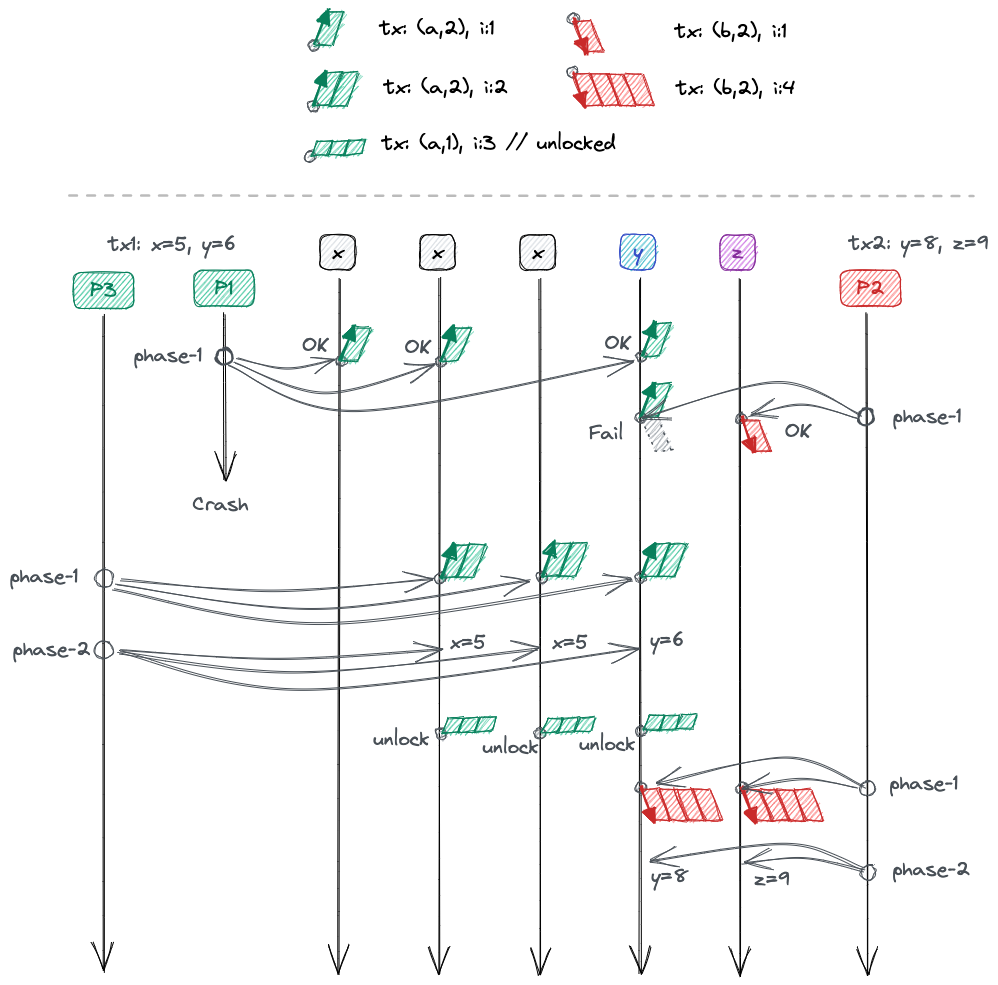 tx: (a,2), i:1
tx: (b,2), i:1
tx: (a,2), i:2
tx: (b,2), i:4
tx: (a,1), i:3 // unlocked
tx1: x=5, y=6
x
x
x
y
z
tx2: y=8, z=9
P3
P1
P2
phase-1
OK
OK
OK
Fail
OK
phase-1
Crash
phase-1
phase-2
x=5
x=5
y=6
unlock
unlock
unlock
phase-1
y=8
z=9
phase-2